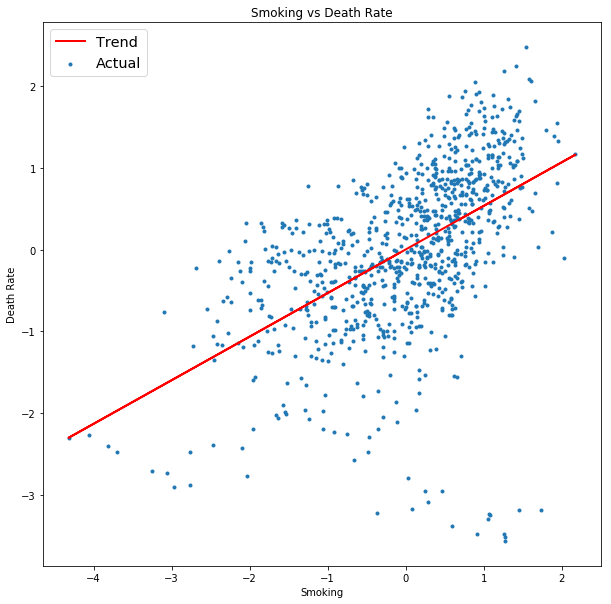 Smoking vs Death Rate
Trend
Actual
2
1
0
−1
−2
−3
Death Rate
−4
−3
−2
−1
0
1
2
Smoking